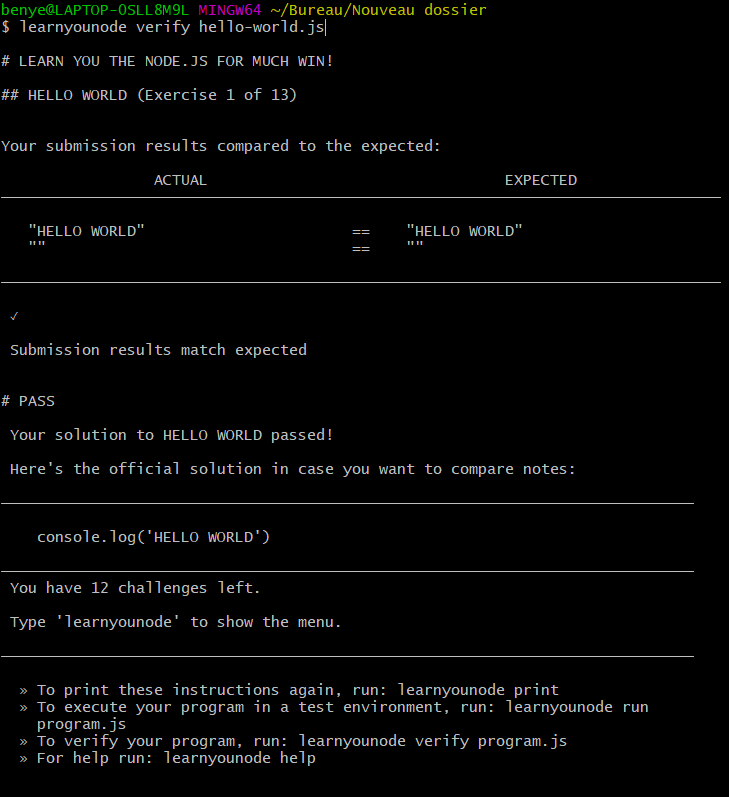 benye@LAPTOP-OSLL8M9L MINGW64 ~/Bureau/Nouveau dossier
$ learnyounode verify hello-world.js
# LEARN YOU THE NODE.JS FOR MUCH WIN!
## HELLO WORLD (Exercise 1 of 13)
Your submission results compared to the expected:
ACTUAL EXPECTED
"HELLO WORLD" == "HELLO WORLD"
"" == ""
✓
Submission results match expected
# PASS
Your solution to HELLO WORLD passed!
Here's the official solution in case you want to compare notes:
console.log('HELLO WORLD')
You have 12 challenges left.
Type 'learnyounode' to show the menu.
» To print these instructions again, run: learnyounode print
» To execute your program in a test environment, run: learnyounode run
program.js
» To verify your program, run: learnyounode verify program.js
» For help run: learnyounode help